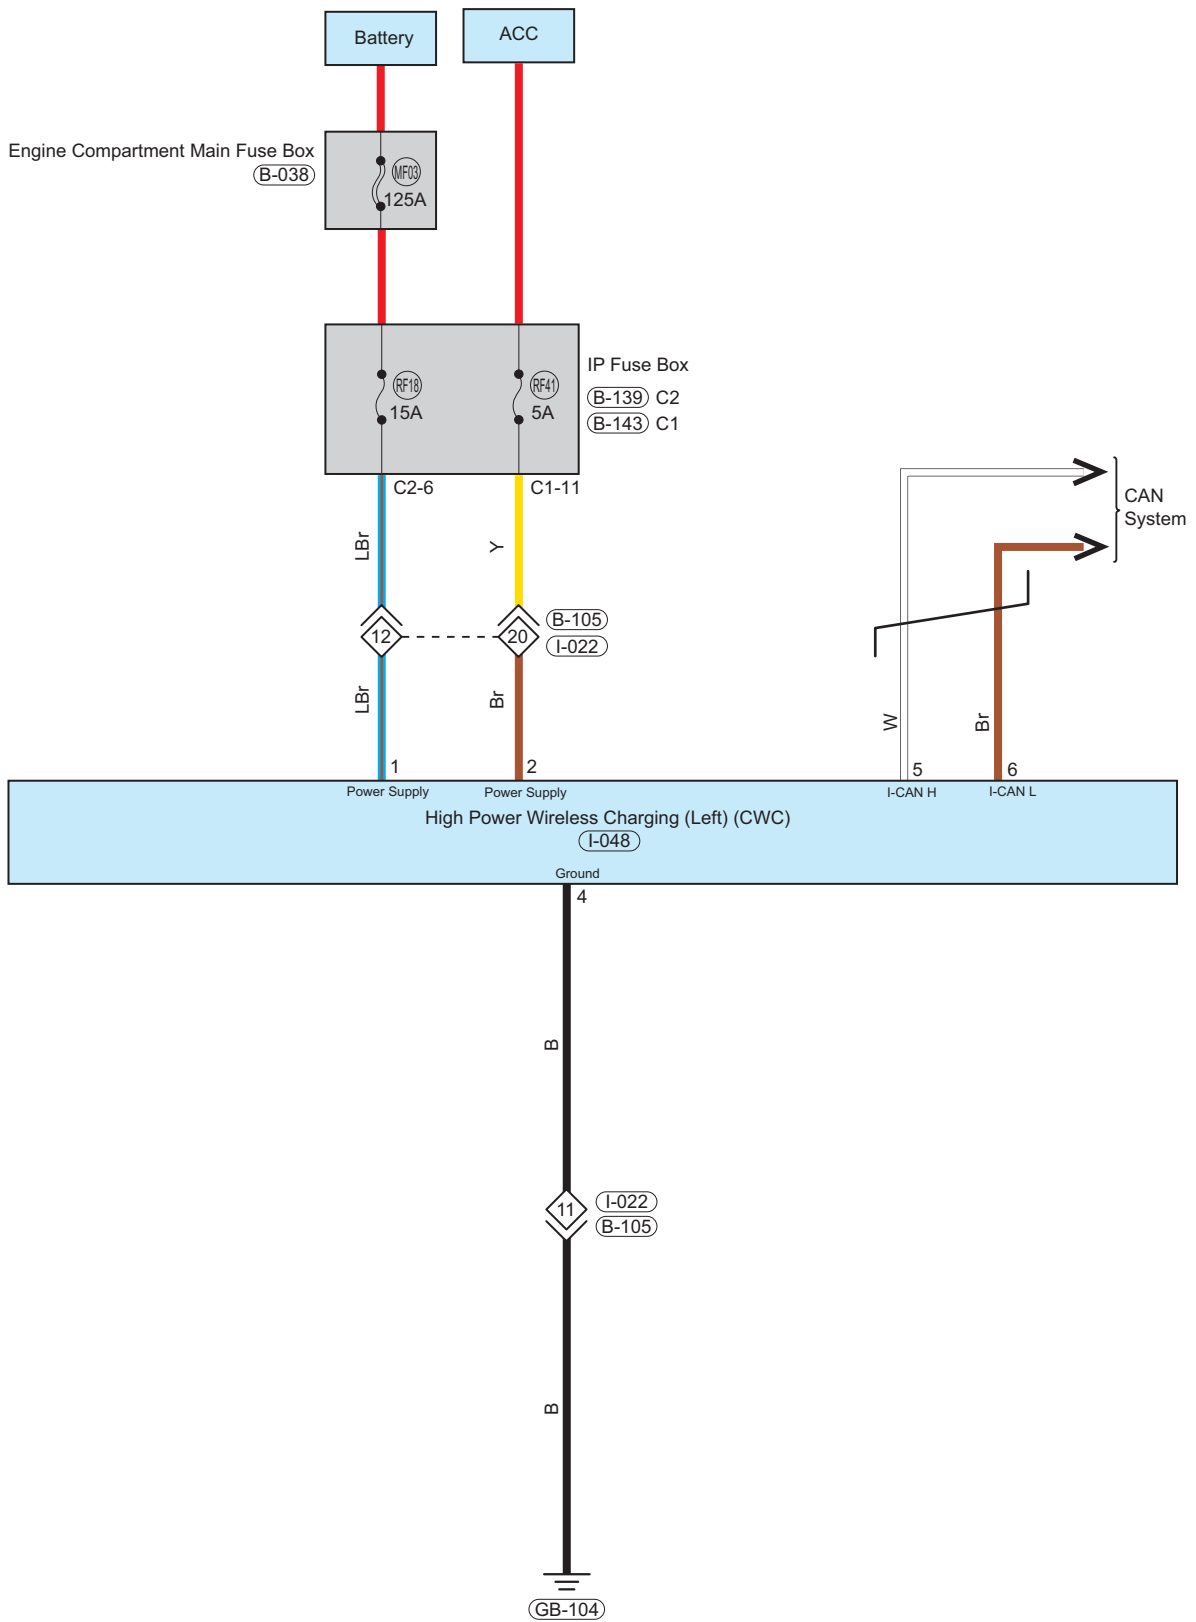 Battery
ACC
Engine Compartment Main Fuse Box
B-038
MF03
125A
IP Fuse Box
RF18
15A
RF41
5A
B-139 C2
B-143 C1
C2-6
C1-11
CAN
System
LBr
Y
12
20
B-105
I-022
LBr
Br
W
Br
1
2
5
6
Power Supply
Power Supply
I-CAN H
I-CAN L
High Power Wireless Charging (Left) (CWC)
I-048
Ground
4
B
11
I-022
B-105
B
GB-104